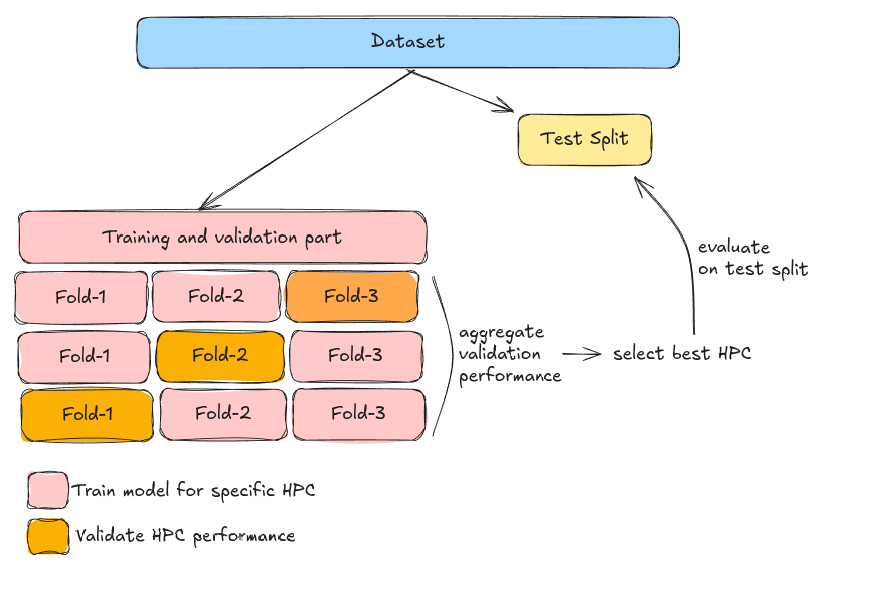 Dataset
Test Split
Training and validation part
Fold-1 Fold-2 Fold-3
Fold-1 Fold-2 Fold-3
Fold-1 Fold-2 Fold-3
aggregate
validation
performance
select best HPC
evaluate
on test split
Train model for specific HPC
Validate HPC performance